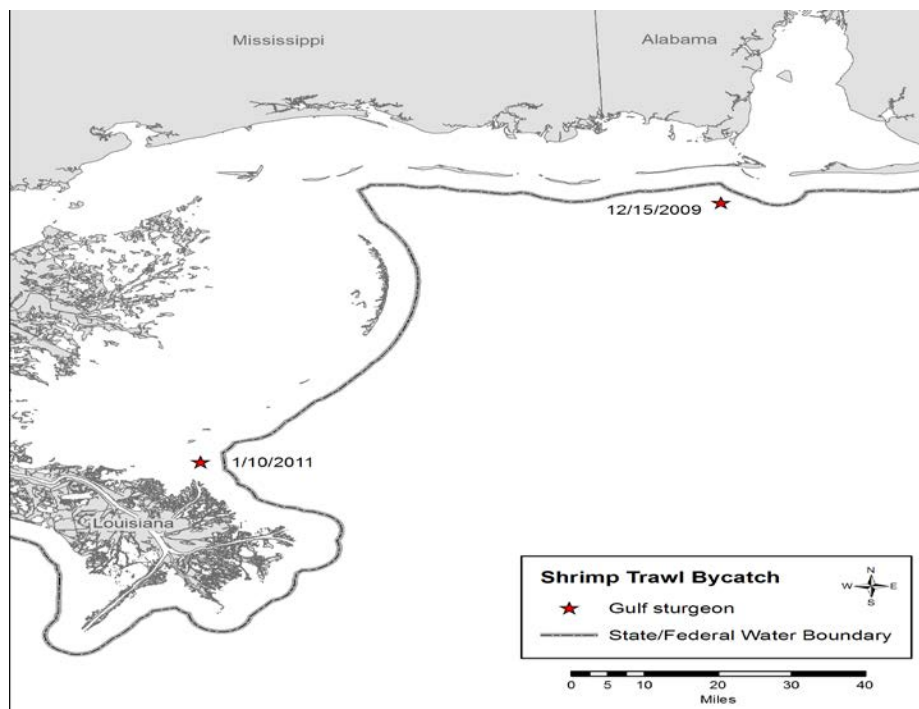 Mississippi
Alabama
12/15/2009
1/10/2011
Louisiana
Shrimp Trawl Bycatch
N
W E
S
Gulf sturgeon
State/Federal Water Boundary
0 5 10 20 30 40
Miles